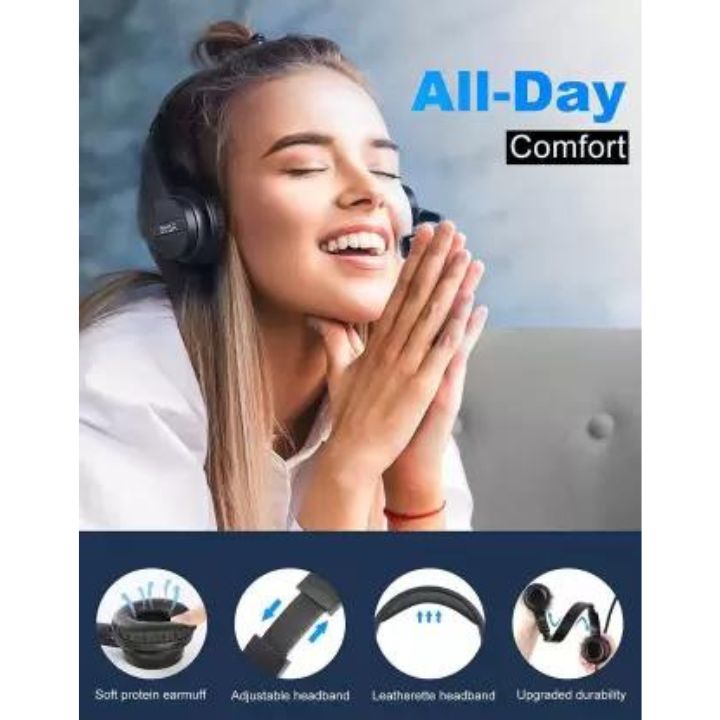 All-Day
Comfort
Soft protein earmuff
Adjustable headband
Leatherette headband
Upgraded durability